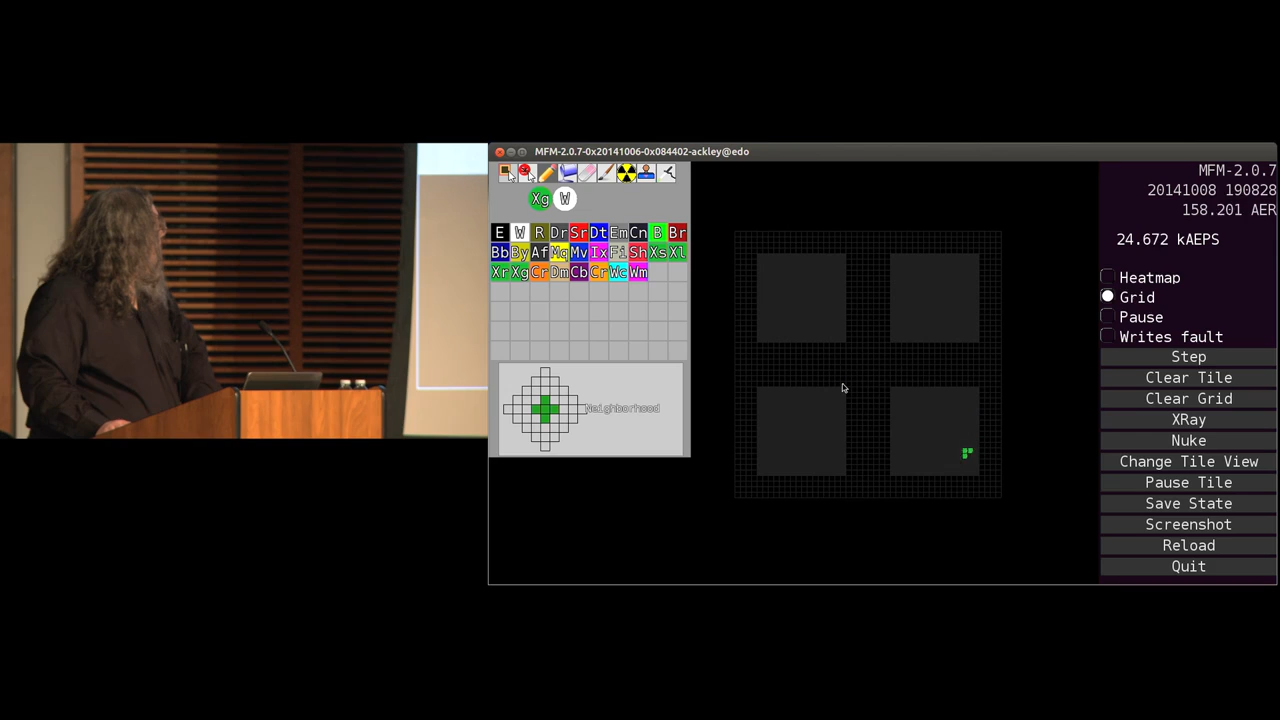 MFM-2.0.7-0x20141006-0x084402-ackley@edo
Xg W
E W R Dr Sr Dt Em Cn B Br
Bb By Af Mq Mv Ix Fi Sh Xs Xl
Xr Xg Cr Dm Cb Cr Wc Wm
Neighborhood
MFM-2.0.7
20141008 190828
158.201 AER
24.672 kAEPS
Heatmap
Grid
Pause
Writes fault
Step
Clear Tile
Clear Grid
XRay
Nuke
Change Tile View
Pause Tile
Save State
Screenshot
Reload
Quit